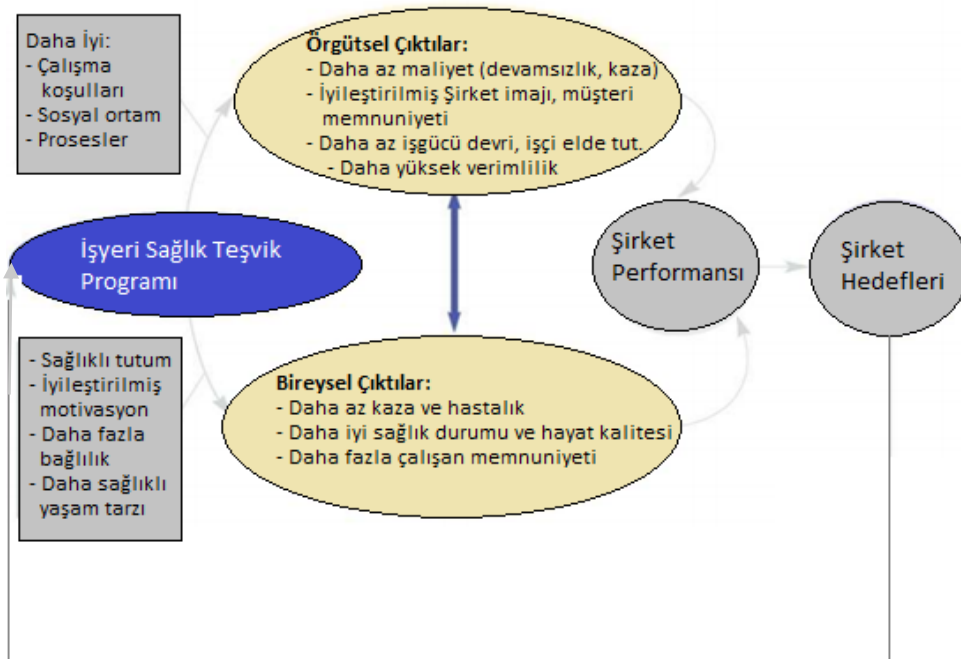 Daha İyi:
- Çalışma
koşulları
- Sosyal ortam
- Prosesler
Örgütsel Çıktılar:
- Daha az maliyet (devamsızlık, kaza)
- İyileştirilmiş Şirket imajı, müşteri
memnuniyeti
- Daha az işgücü devri, işçi elde tut.
- Daha yüksek verimlilik
İşyeri Sağlık Teşvik
Programı
Şirket
Performansı
Şirket
Hedefleri
- Sağlıklı tutum
- İyileştirilmiş
motivasyon
- Daha fazla
bağlılık
- Daha sağlıklı
yaşam tarzı
Bireysel Çıktılar:
- Daha az kaza ve hastalık
- Daha iyi sağlık durumu ve hayat kalitesi
- Daha fazla çalışan memnuniyeti